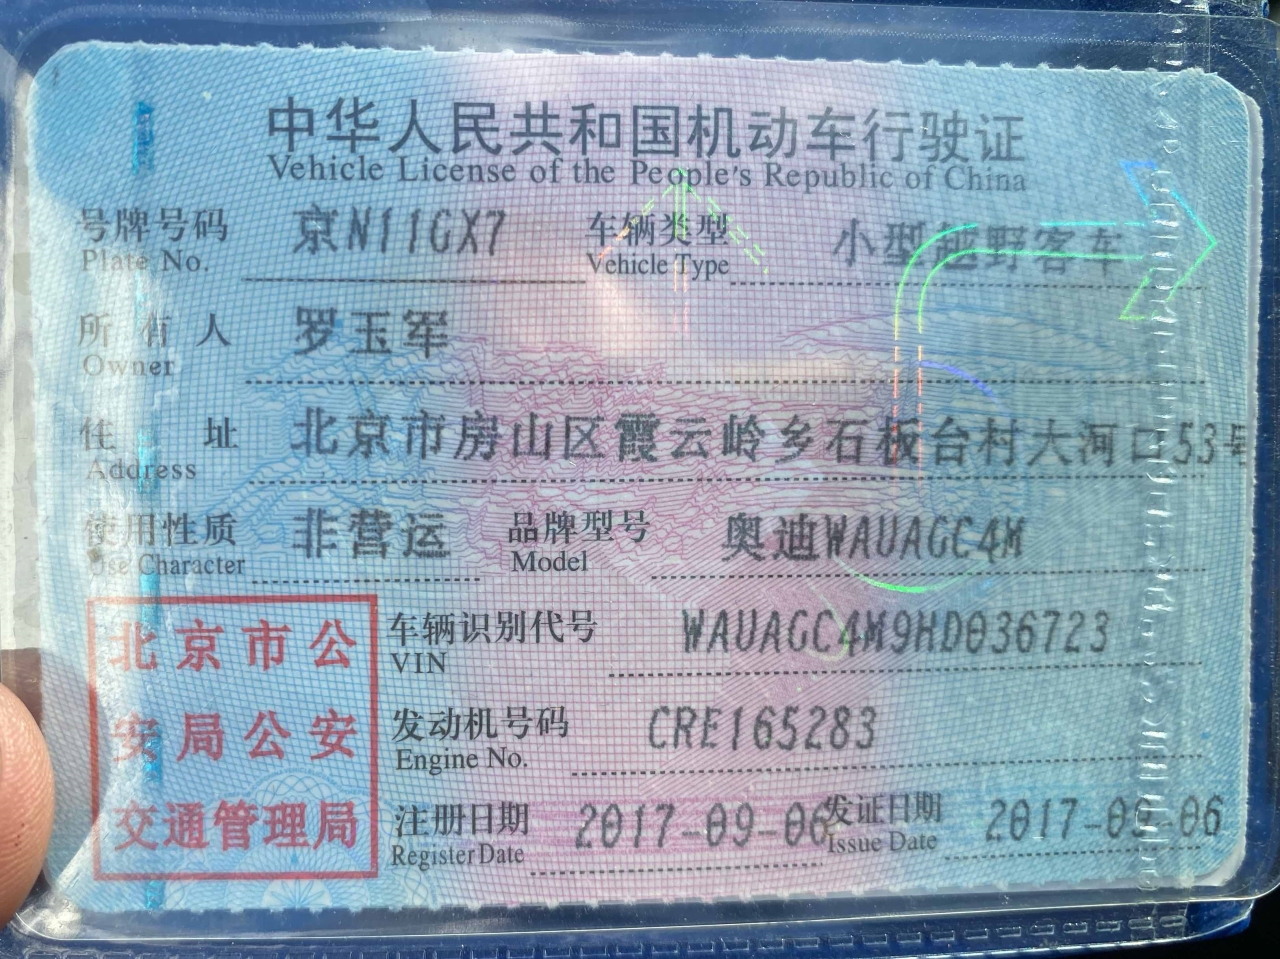 中华人民共和国机动车行驶证
Vehicle License of the People's Republic of China
号牌号码 京N11GX7 车辆类型 小型越野客车
Plate No. Vehicle Type
所有人 罗玉军
Owner
住址 北京市房山区霞云岭乡石板台村大河口53号
Address
使用性质 非营运 品牌型号 奥迪WAUAGC4M
Use Character Model
北京市公
安局公安
交通管理局
车辆识别代号 WAUAGC4M9HD036723
VIN
发动机号码 CRE165283
Engine No.
注册日期 2017-09-06 发证日期 2017-09-06
Register Date Issue Date